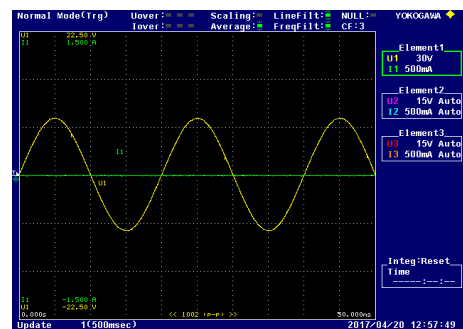 Normal Mode(Trg) Uover: Scaling: LineFilt: NULL: YOKOGAWA
Iover: Average: FreqFilt: CF:3
U1 22.50 V
I1 1.500 A
Element1
U1 30V
I1 500mA
Element2
U2 15V Auto
I2 500mA Auto
Element3
U3 15V Auto
I3 500mA Auto
I1
U1
Integ:Reset
Time
-----:--:--
I1 -1.500 A
U1 -22.50 V
0.000s << 1002 (p-p) >> 50.000ms
Update 1(500msec) 2017/04/20 12:57:49